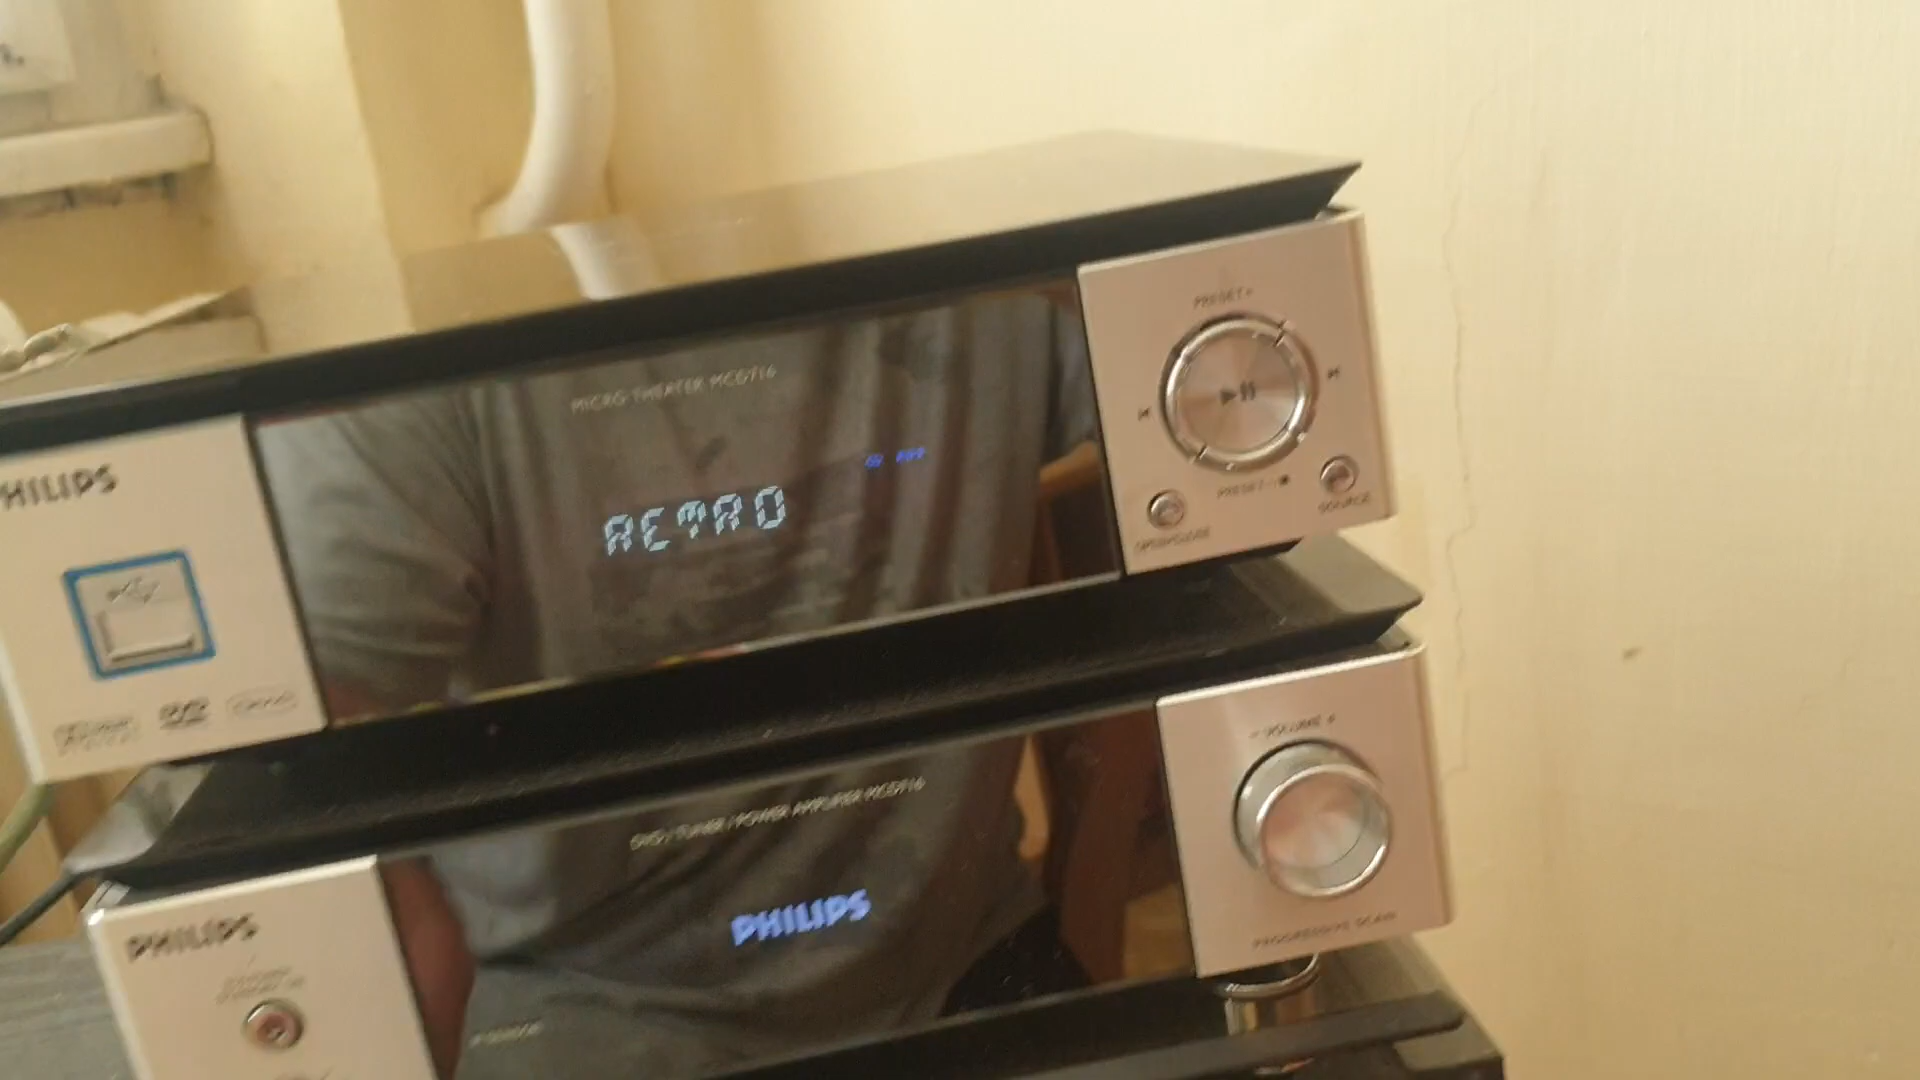 PRESET+
MICRO THEATER MCD716
PHILIPS
RETRO
PRESET-
SOURCE
OPEN/CLOSE
- VOLUME +
DVD / TUNER / POWER AMPLIFIER MCD716
PHILIPS
PHILIPS
PROGRESSIVE SCAN